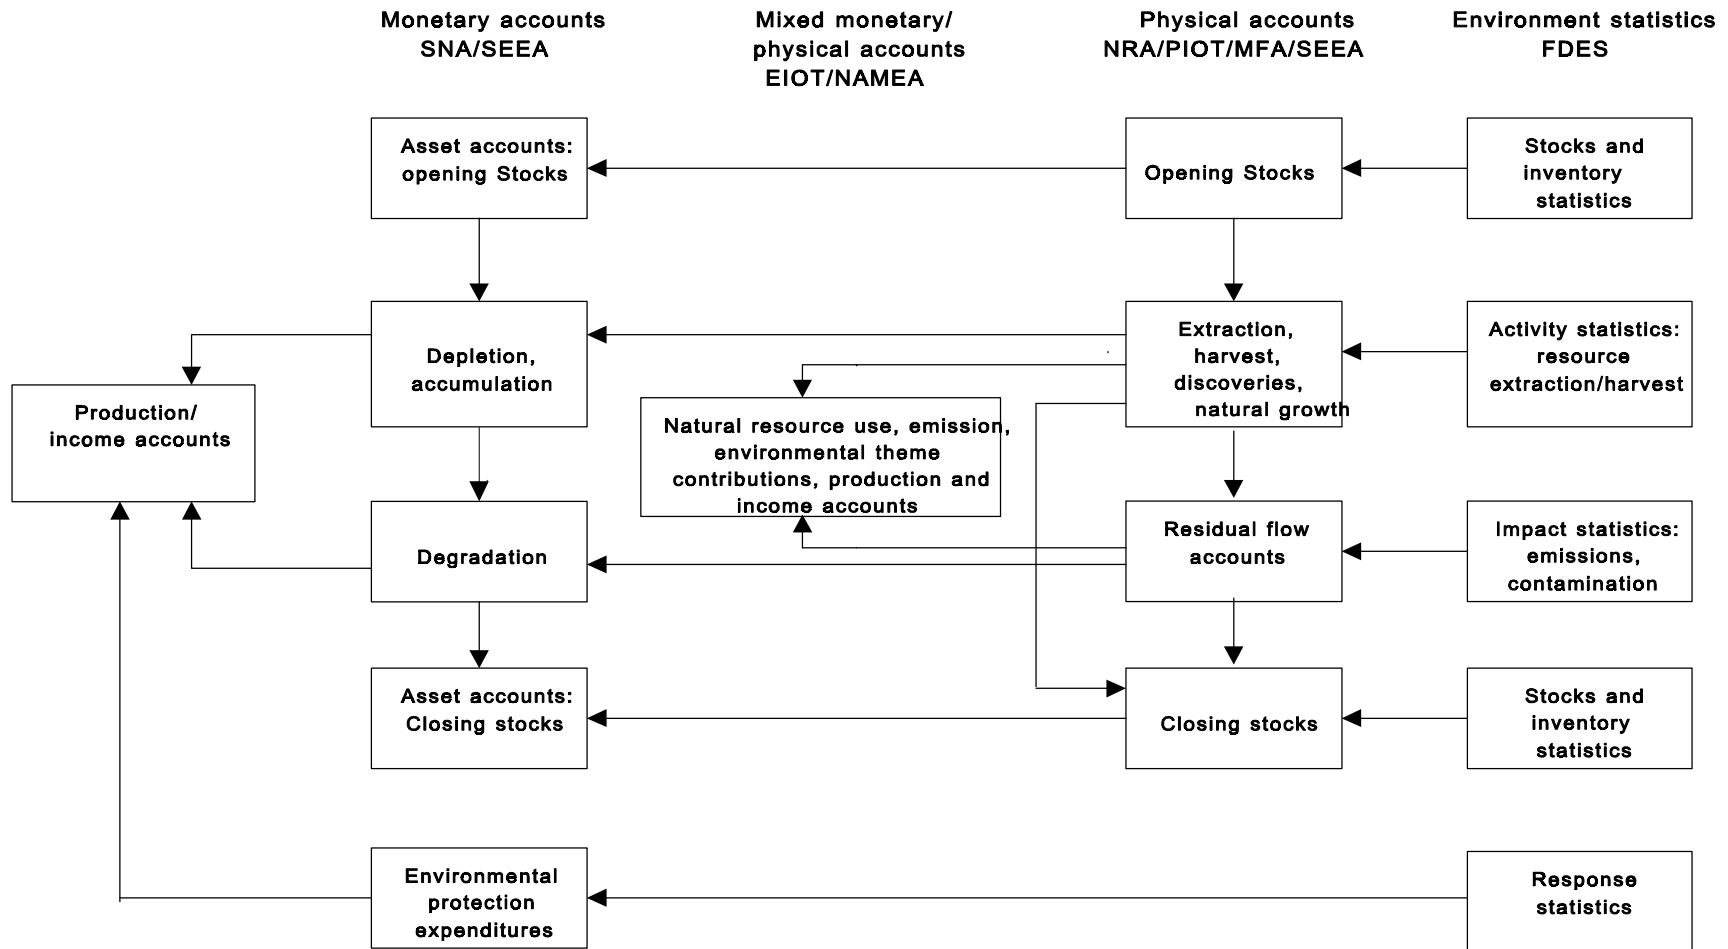 Monetary accounts
SNA/SEEA
Mixed monetary/
physical accounts
EIOT/NAMEA
Physical accounts
NRA/PIOT/MFA/SEEA
Environment statistics
FDES
Asset accounts:
opening Stocks
Opening Stocks
Stocks and
inventory
statistics
Depletion,
accumulation
Extraction,
harvest,
discoveries,
natural growth
Activity statistics:
resource
extraction/harvest
Production/
income accounts
Natural resource use, emission,
environmental theme
contributions, production and
income accounts
Degradation
Residual flow
accounts
Impact statistics:
emissions,
contamination
Asset accounts:
Closing stocks
Closing stocks
Stocks and
inventory
statistics
Environmental
protection
expenditures
Response
statistics